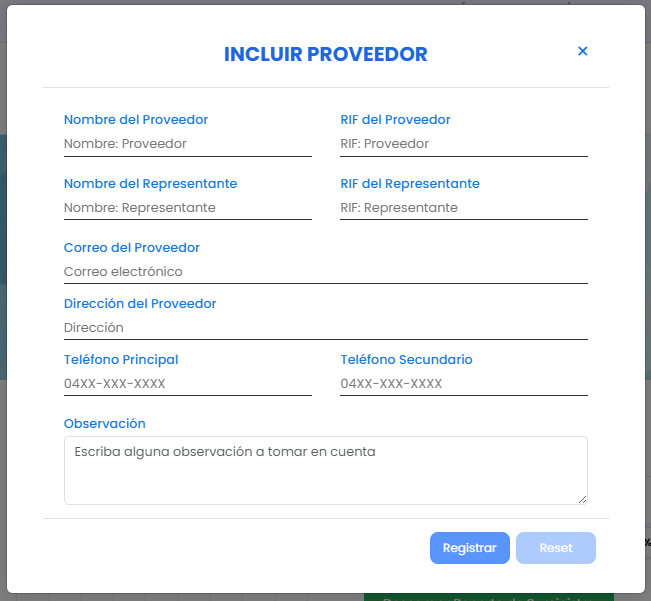 INCLUIR PROVEEDOR ×
Nombre del Proveedor RIF del Proveedor
Nombre: Proveedor RIF: Proveedor
Nombre del Representante RIF del Representante
Nombre: Representante RIF: Representante
Correo del Proveedor
Correo electrónico
Dirección del Proveedor
Dirección
Teléfono Principal Teléfono Secundario
04XX-XXX-XXXX 04XX-XXX-XXXX
Observación
Escriba alguna observación a tomar en cuenta
Registrar Reset
%